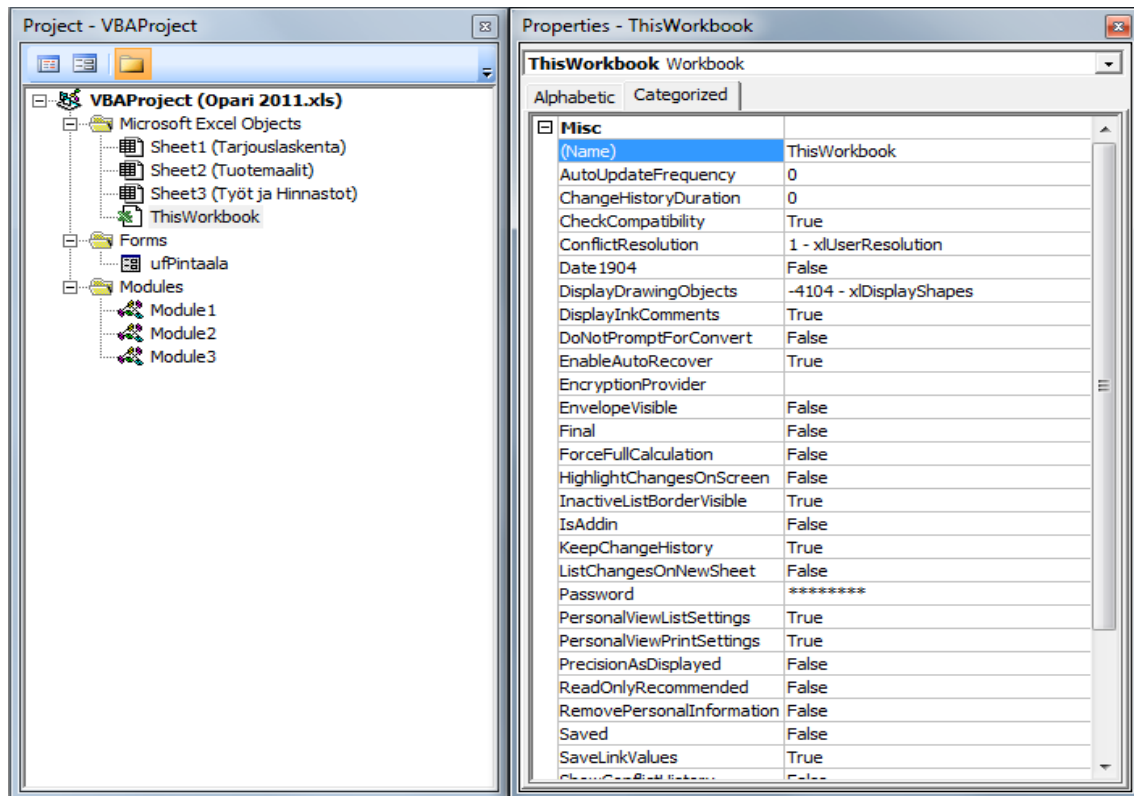 Project - VBAProject
VBAProject (Opari 2011.xls)
Microsoft Excel Objects
Sheet1 (Tarjouslaskenta)
Sheet2 (Tuotemaalit)
Sheet3 (Työt ja Hinnastot)
ThisWorkbook
Forms
ufPintaala
Modules
Module1
Module2
Module3
Properties - ThisWorkbook
ThisWorkbook Workbook
Alphabetic Categorized
Misc
(Name) ThisWorkbook
AutoUpdateFrequency 0
ChangeHistoryDuration 0
CheckCompatibility True
ConflictResolution 1 - xlUserResolution
Date1904 False
DisplayDrawingObjects -4104 - xlDisplayShapes
DisplayInkComments True
DoNotPromptForConvert False
EnableAutoRecover True
EncryptionProvider
EnvelopeVisible False
Final False
ForceFullCalculation False
HighlightChangesOnScreen False
InactiveListBorderVisible True
IsAddin False
KeepChangeHistory True
ListChangesOnNewSheet False
Password ********
PersonalViewListSettings True
PersonalViewPrintSettings True
PrecisionAsDisplayed False
ReadOnlyRecommended False
RemovePersonalInformation False
Saved False
SaveLinkValues True